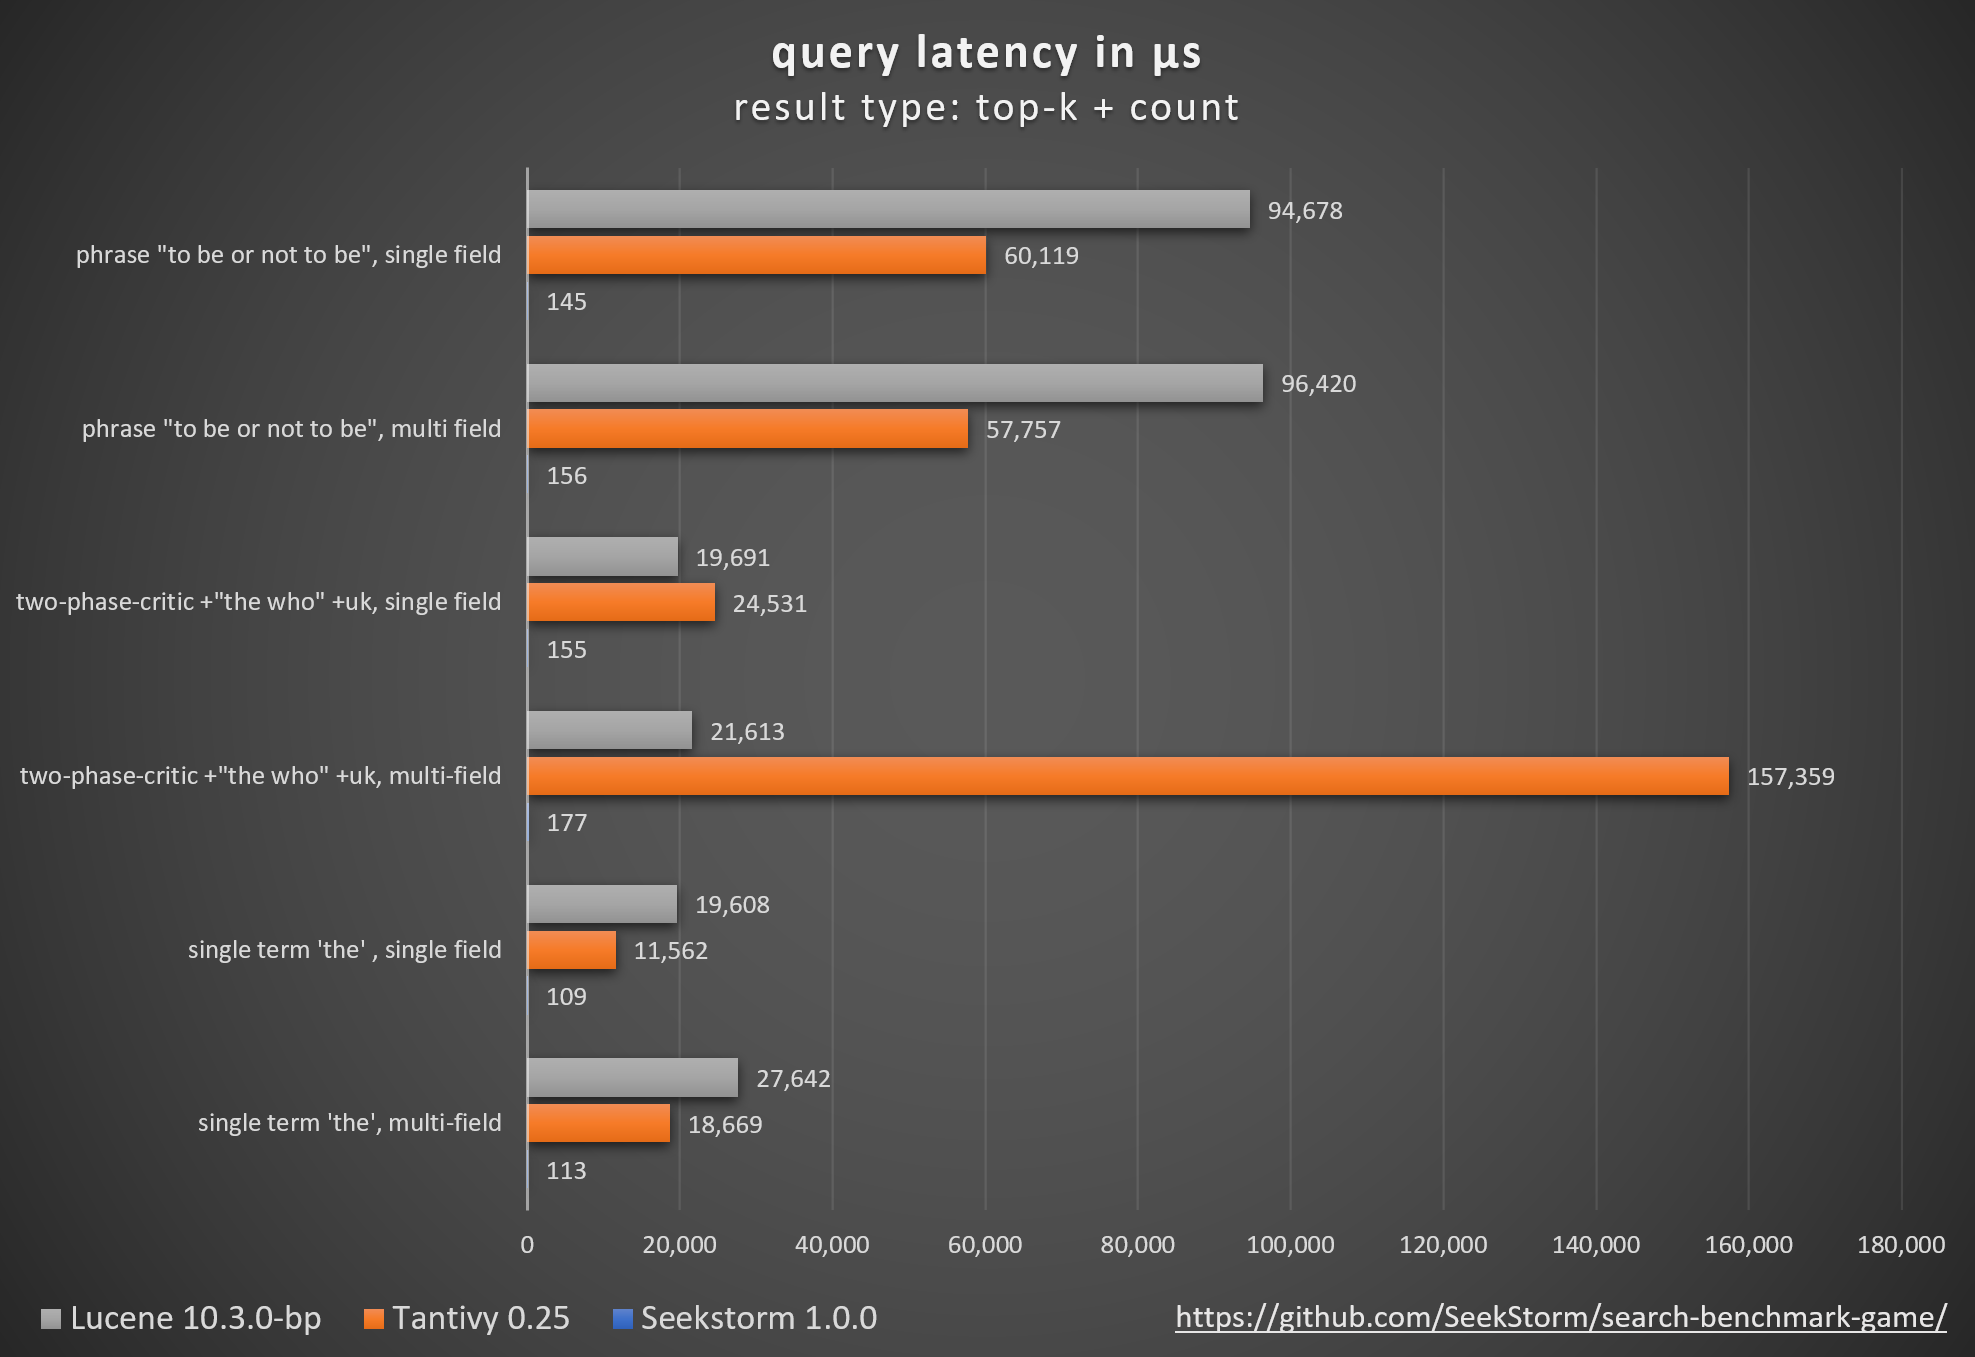 query latency in µs
result type: top-k + count
94,678
phrase "to be or not to be", single field
60,119
145
96,420
phrase "to be or not to be", multi field
57,757
156
19,691
two-phase-critic +"the who" +uk, single field
24,531
155
21,613
two-phase-critic +"the who" +uk, multi-field
157,359
177
19,608
single term 'the' , single field
11,562
109
27,642
single term 'the', multi-field
18,669
113
0 20,000 40,000 60,000 80,000 100,000 120,000 140,000 160,000 180,000
Lucene 10.3.0-bp Tantivy 0.25 Seekstorm 1.0.0 https://github.com/SeekStorm/search-benchmark-game/